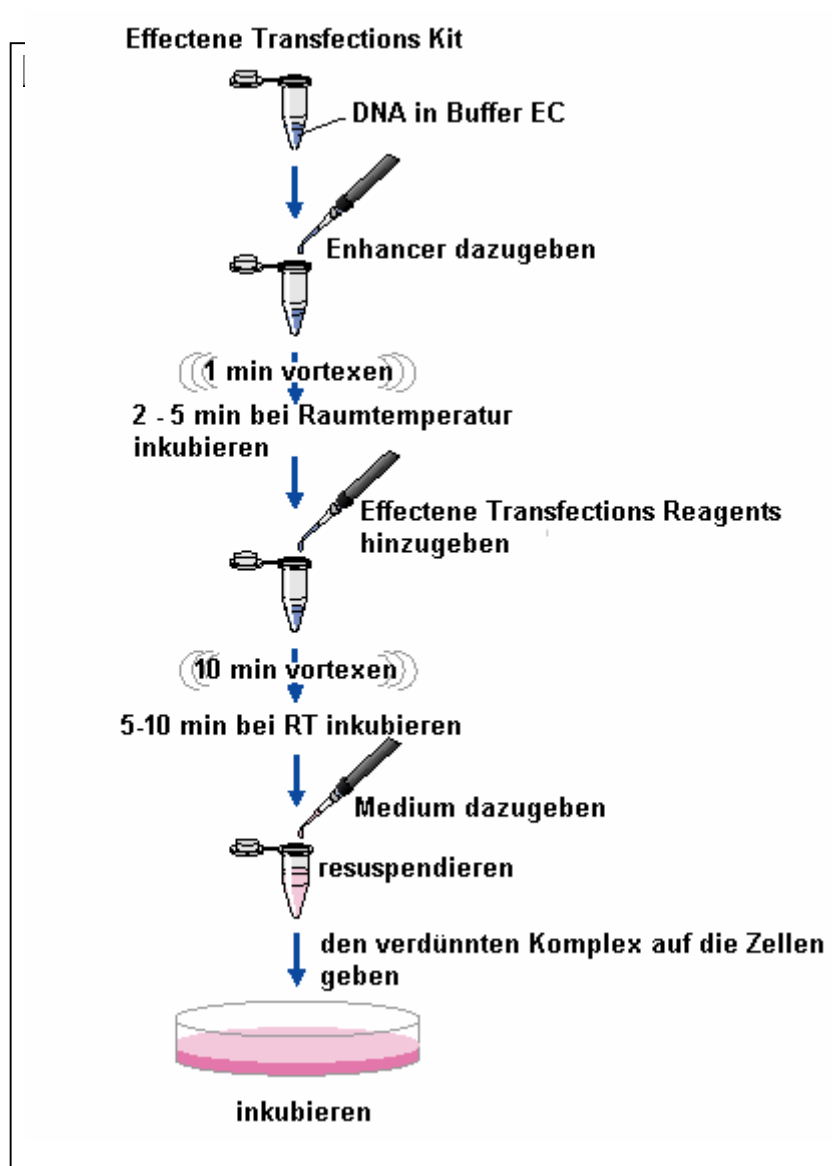 Effectene Transfections Kit
DNA in Buffer EC
Enhancer dazugeben
1 min vortexen
2 - 5 min bei Raumtemperatur
inkubieren
Effectene Transfections Reagents
hinzugeben
10 min vortexen
5-10 min bei RT inkubieren
Medium dazugeben
resuspendieren
den verdünnten Komplex auf die Zellen
geben
inkubieren